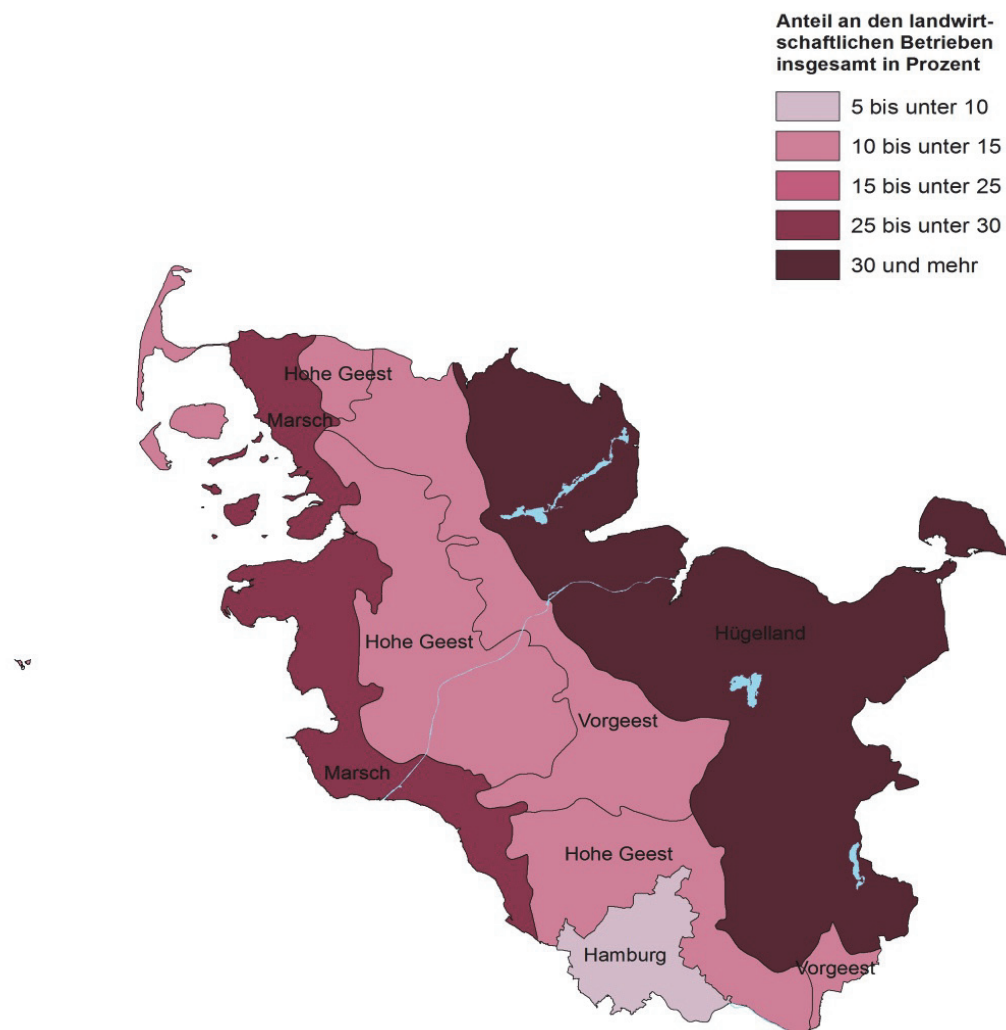 Anteil an den landwirt-
schaftlichen Betrieben
insgesamt in Prozent
5 bis unter 10
10 bis unter 15
15 bis unter 25
25 bis unter 30
30 und mehr
Hohe Geest
Marsch
Hügelland
Hohe Geest
Vorgeest
Marsch
Hohe Geest
Hamburg
Vorgeest